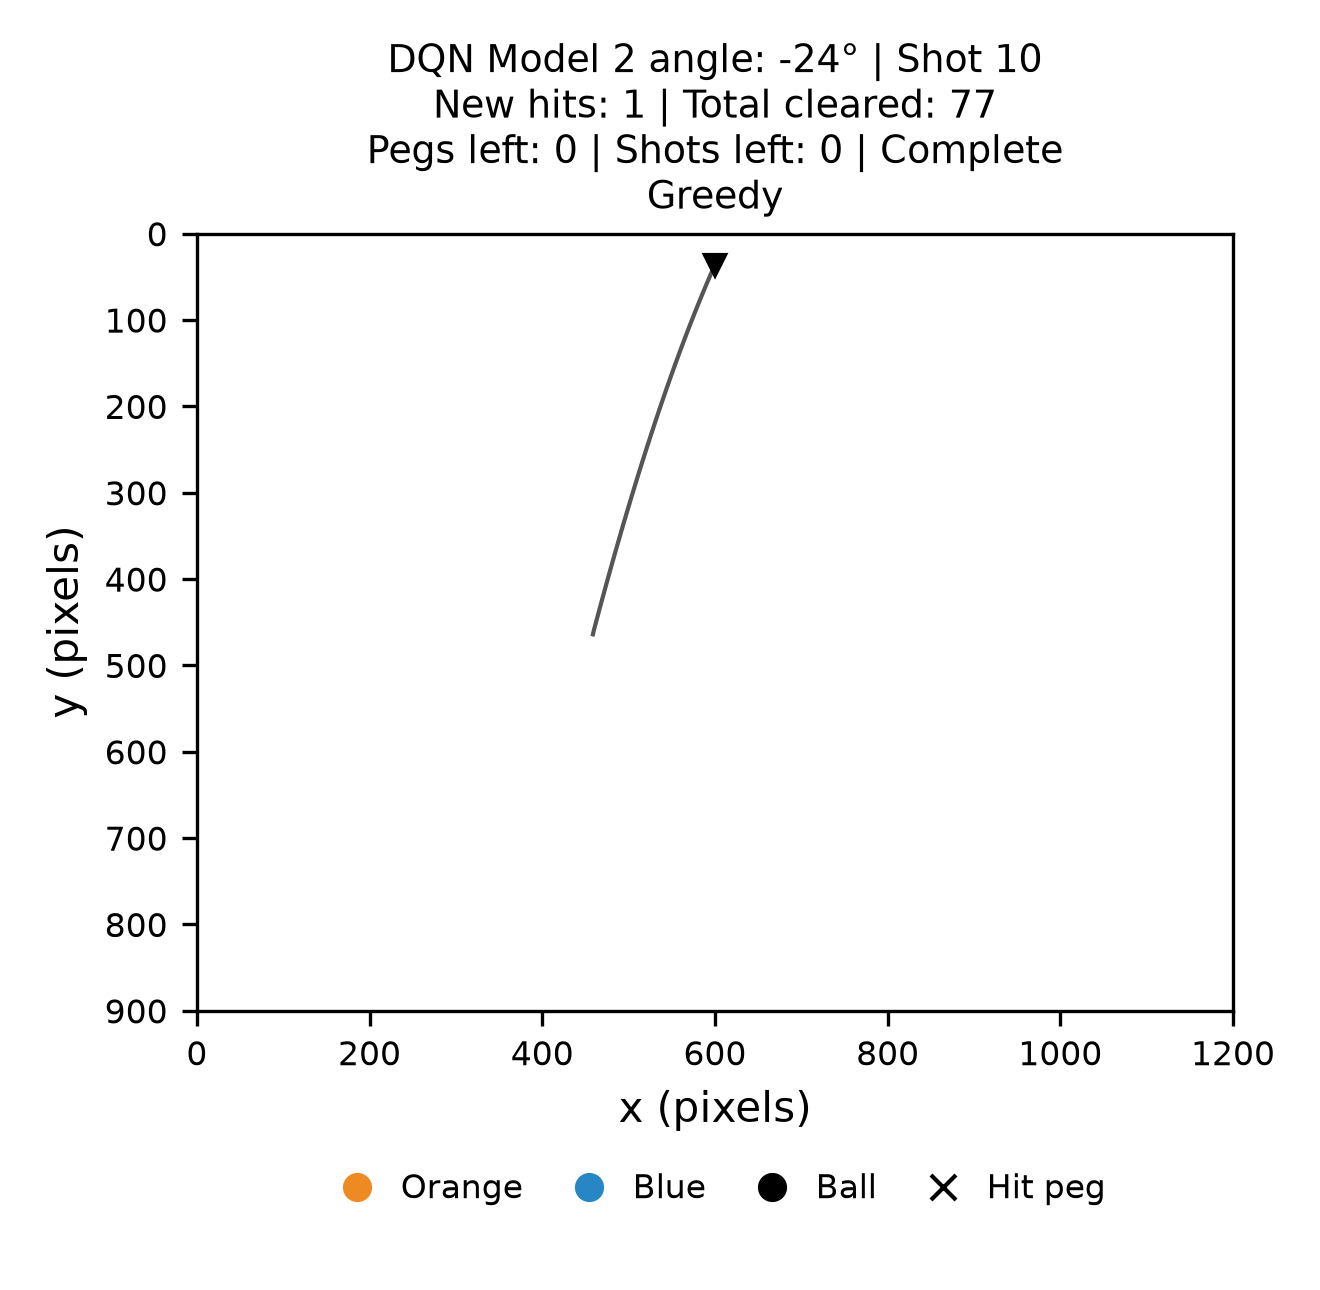 DQN Model 2 angle: -24° | Shot 10
New hits: 1 | Total cleared: 77
Pegs left: 0 | Shots left: 0 | Complete
Greedy
0
100
200
300
400
500
600
700
800
900
y (pixels)
0 200 400 600 800 1000 1200
x (pixels)
Orange Blue Ball Hit peg